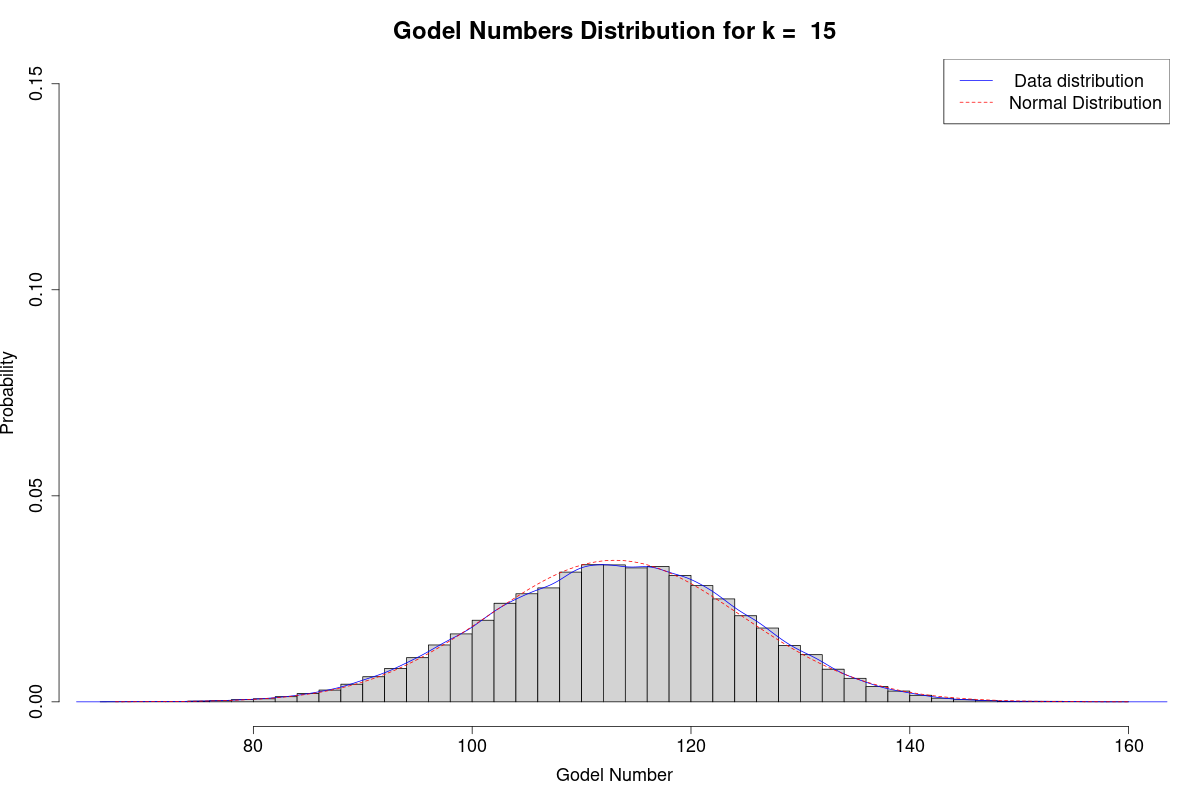 Godel Numbers Distribution for k =  15
Data distribution
Normal Distribution
0.15
0.10
0.05
0.00
Probability
80 100 120 140 160
Godel Number